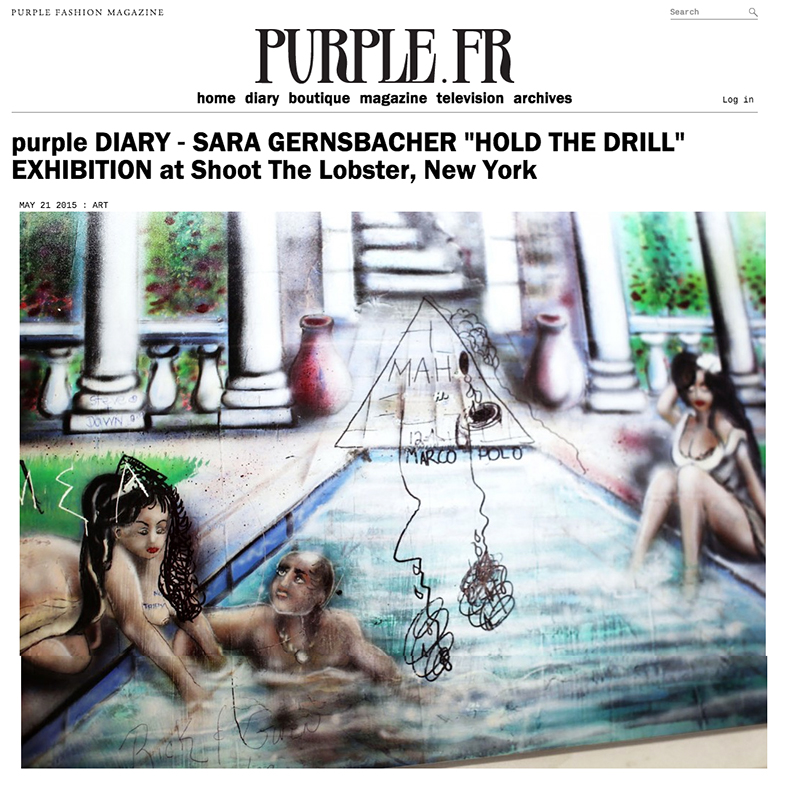 PURPLE FASHION MAGAZINE
Search
PURPLE.FR
home diary boutique magazine television archives
Log in
purple DIARY - SARA GERNSBACHER "HOLD THE DRILL"
EXHIBITION at Shoot The Lobster, New York
MAY 21 2015 : ART
MAH
MARCO POLO
DOWN